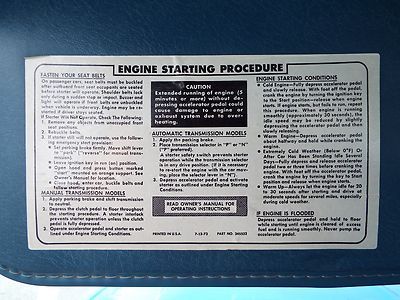 ENGINE STARTING PROCEDURE
FASTEN YOUR SEAT BELTS
On passenger cars, seat belts must be buckled
after outboard front seat occupants are seated
before starter will operate. Shoulder belts lock
only during a sudden stop or impact. Buzzer and
light will operate if front belts are unbuckled
when vehicle is underway. Engine may be re-
If Starter Will Not Operate, Check The Following:
1. Remove any objects from unoccupied front
seat positions.
2. Rebuckle belts.
3. If starter still will not operate, use the follow-
ing emergency start provision:
Set parking brake firmly. Move shift lever
to "park" ("reverse" for manual trans-
mission).
Leave ignition key in run (on) position.
Open hood and press button marked
"start" mounted on orange support. See
Owner's Manual for location.
Close hood, enter car, buckle belts and
follow starting procedure.
MANUAL TRANSMISSION MODELS
1. Apply parking brake and shift transmission
to neutral.
2. Depress the clutch pedal to floor throughout
the starting procedure. A starter interlock
prevents starter operation unless the clutch
pedal is fully depressed.
3. Operate accelerator pedal and starter as out-
lined under Engine Starting Conditions.
CAUTION
Extended running of engine (5
minutes or more) without de-
pressing accelerator pedal could
cause damage to engine or
exhaust system due to over-
heating.
AUTOMATIC TRANSMISSION MODELS
1. Apply the parking brake.
2. Place transmission selector in "P" or "N"
("P" preferred).
A starter safety switch prevents starter
operation while the transmission selector
is in any drive position. (If it is necessary
to re-start the engine with the car mov-
ing, place the selector lever in "N").
3. Depress accelerator pedal and activate
starter as outlined under Engine Starting
Conditions.
READ OWNER'S MANUAL FOR
OPERATING INSTRUCTIONS
PRINTED IN U.S.A. 7-13-73 PART NO.
ENGINE STARTING CONDITIONS
Cold Engine—Fully depress accelerator pedal
and slowly release. With foot off the pedal,
crank the engine by turning the ignition key
to the Start position—release when engine
starts. If engine starts, but fails to run, repeat
this procedure. When engine is running
smoothly (approximately 30 seconds), the
idle speed may be reduced by slightly
depressing the accelerator pedal and then
slowly releasing.
Warm Engine—Depress accelerator pedal
about halfway and hold while cranking the
engine.
Extremely Cold Weather (Below 0°F) Or
After Car Has Been Standing Idle Several
Days—Fully depress and release accelerator
pedal two or three times before cranking the
engine. With foot off the accelerator pedal,
crank the engine by turning the ignition key
to the Start position and release when engine
starts.
Warm Up—Always let the engine idle for 20
to 30 seconds after starting and drive at
moderate speeds for several miles, especially
during cold weather.
IF ENGINE IS FLOODED
Depress accelerator pedal and hold to floor
while starting until engine is cleared of excess
fuel and is running smoothly. Never pump the
accelerator pedal.